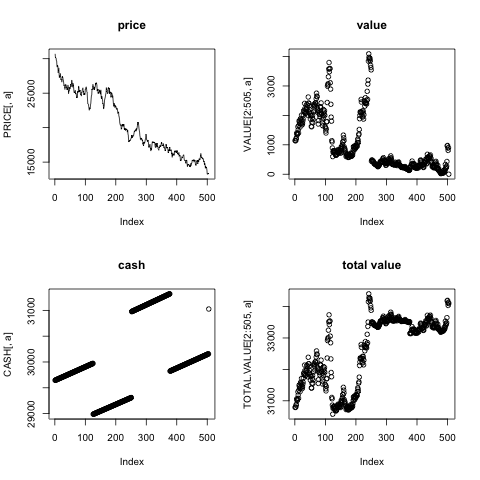 price
PRICE[, a]
15000
25000
0
100
200
300
400
500
Index
value
VALUE[2:505, a]
0
1000
3000
0
100
200
300
400
500
Index
cash
CASH[, a]
29000
30000
31000
0
100
200
300
400
500
Index
total value
TOTAL.VALUE[2:505, a]
31000
33000
0
100
200
300
400
500
Index